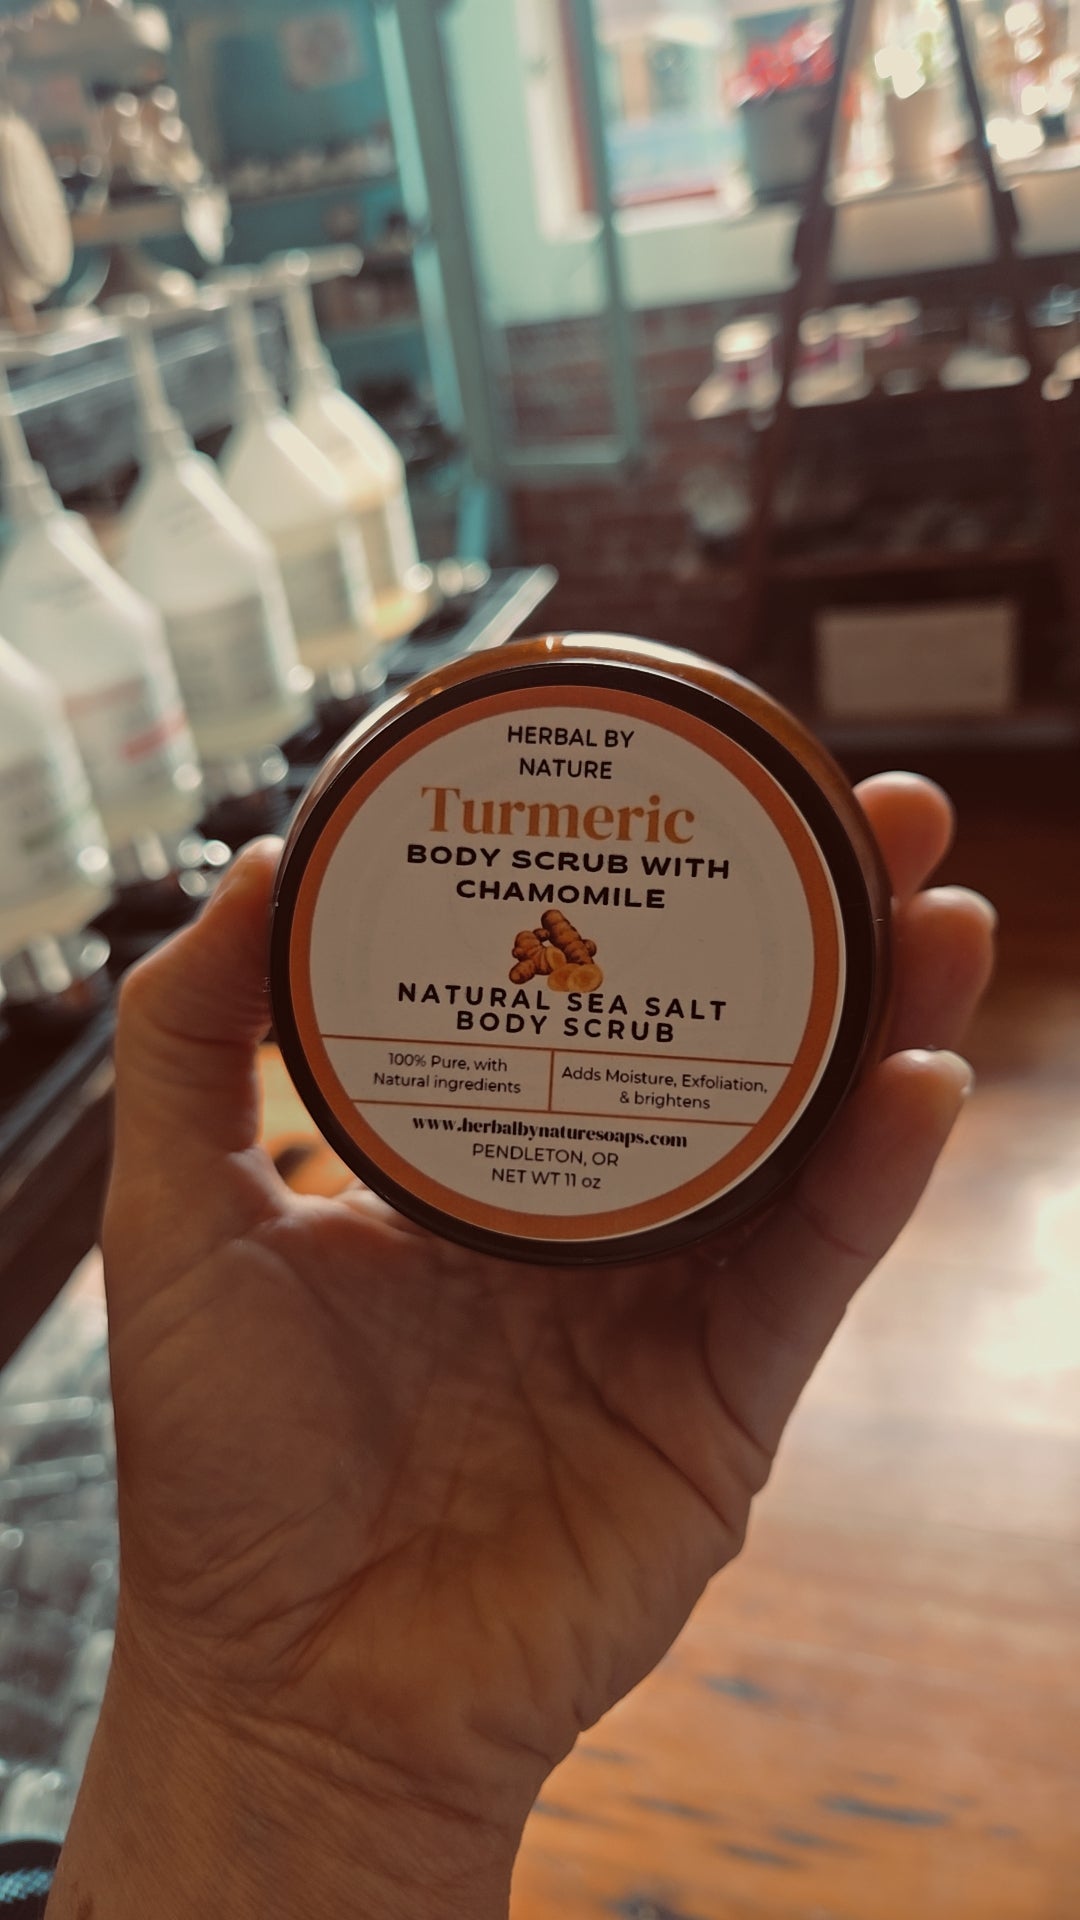 HERBAL BY
NATURE
Turmeric
BODY SCRUB WITH
CHAMOMILE
NATURAL SEA SALT
BODY SCRUB
100% Pure, with
Natural ingredients
Adds Moisture, Exfoliation,
& brightens
www.herbalbynaturesoaps.com
PENDLETON, OR
NET WT 11 oz